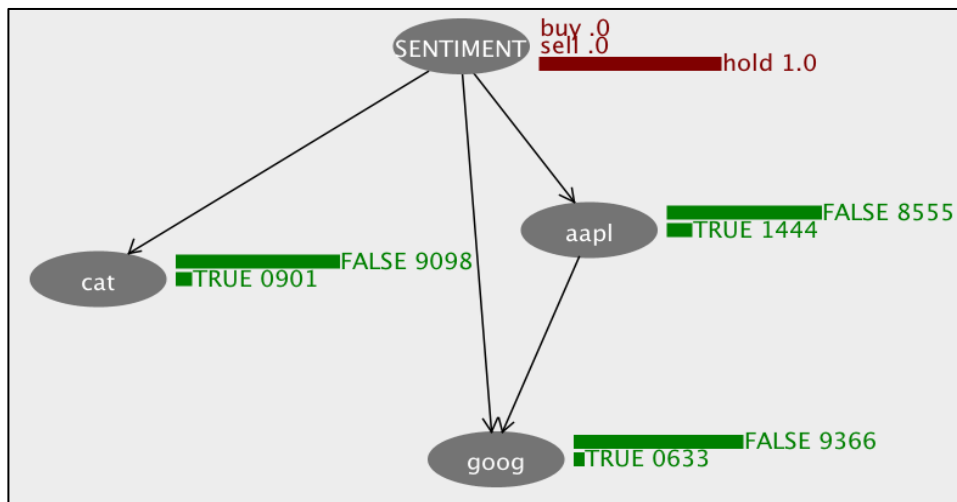 SENTIMENT
buy .0
sell .0
hold 1.0
aapl
FALSE 8555
TRUE 1444
cat
FALSE 9098
TRUE 0901
goog
FALSE 9366
TRUE 0633